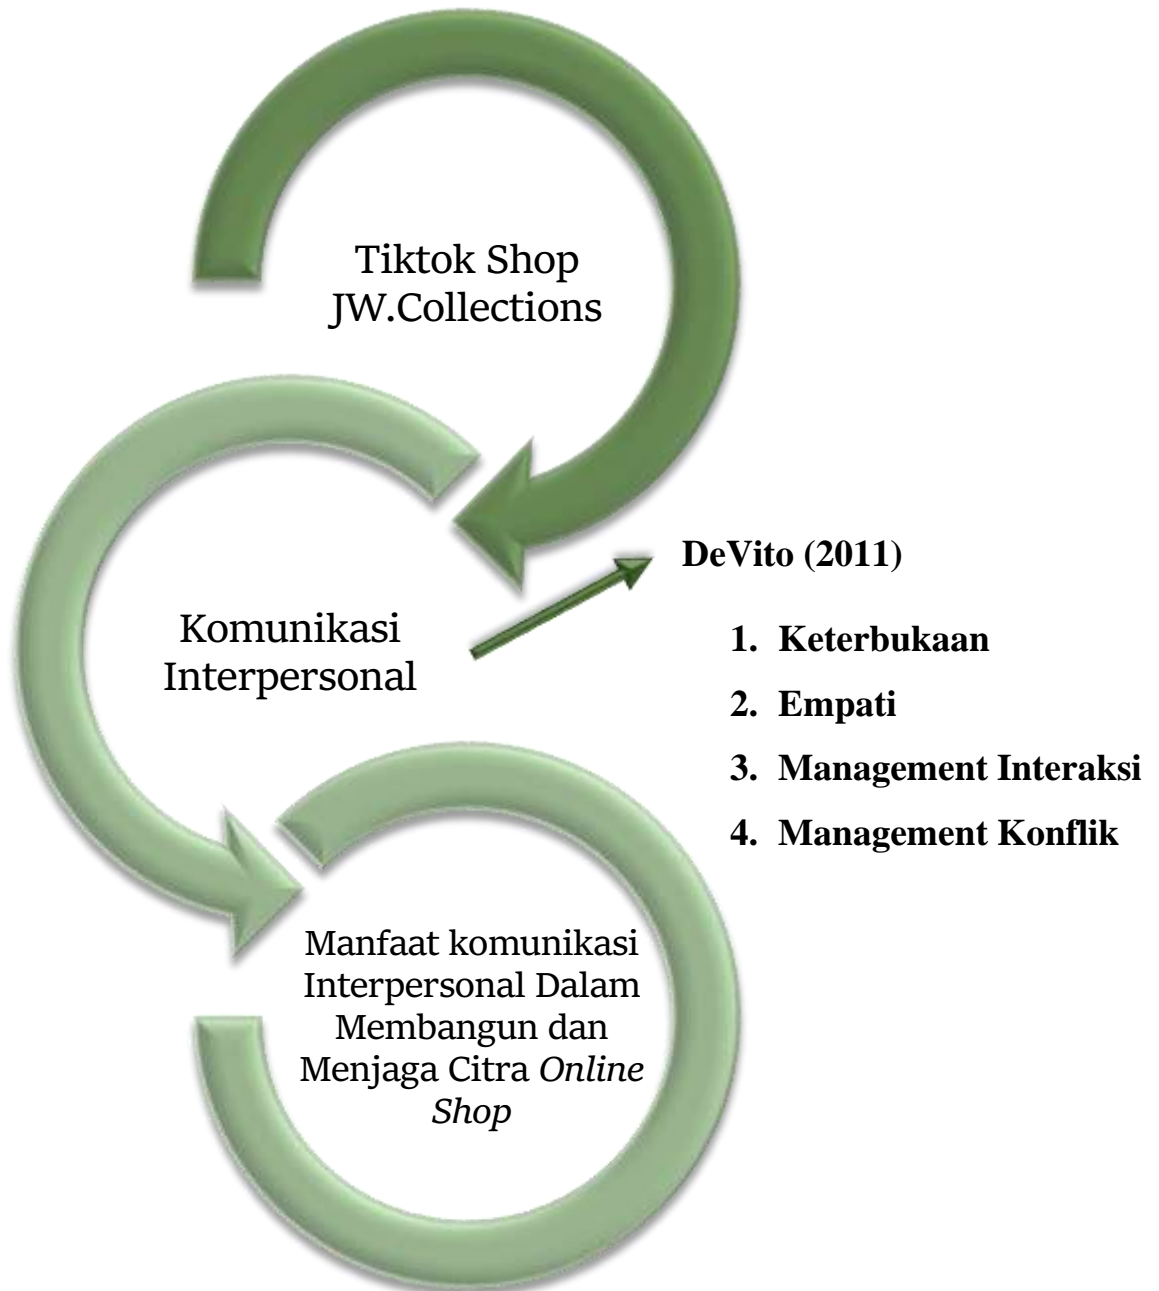 Tiktok Shop
JW.Collections
Komunikasi
Interpersonal
DeVito (2011)
1. Keterbukaan
2. Empati
3. Management Interaksi
4. Management Konflik
Manfaat komunikasi
Interpersonal Dalam
Membangun dan
Menjaga Citra Online
Shop